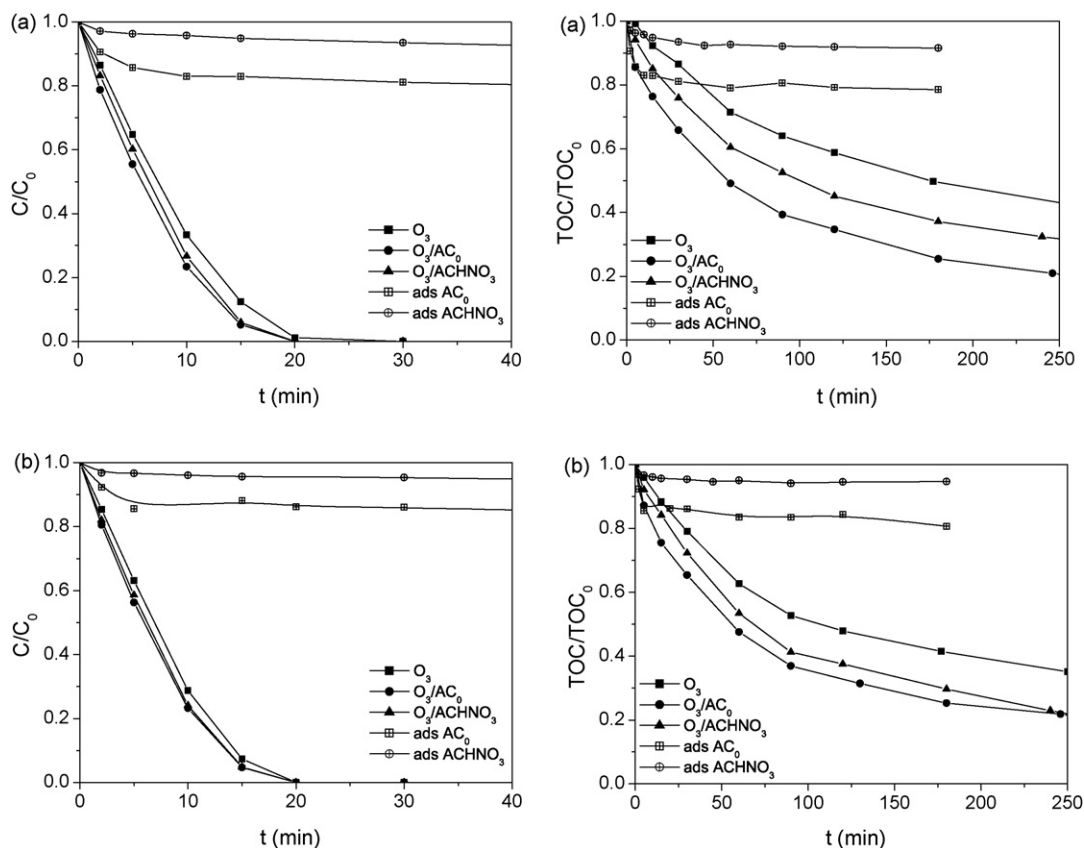 (a)
1.0
0.8
0.6
0.4
0.2
0.0
C/C₀
0
10
20
30
40
t (min)
O₃
O₃/AC₀
O₃/ACHNO₃
ads AC₀
ads ACHNO₃
(a)
1.0
0.8
0.6
0.4
0.2
0.0
TOC/TOC₀
0
50
100
150
200
250
t (min)
O₃
O₃/AC₀
O₃/ACHNO₃
ads AC₀
ads ACHNO₃
(b)
1.0
0.8
0.6
0.4
0.2
0.0
C/C₀
0
10
20
30
40
t (min)
O₃
O₃/AC₀
O₃/ACHNO₃
ads AC₀
ads ACHNO₃
(b)
1.0
0.8
0.6
0.4
0.2
0.0
TOC/TOC₀
0
50
100
150
200
250
t (min)
O₃
O₃/AC₀
O₃/ACHNO₃
ads AC₀
ads ACHNO₃